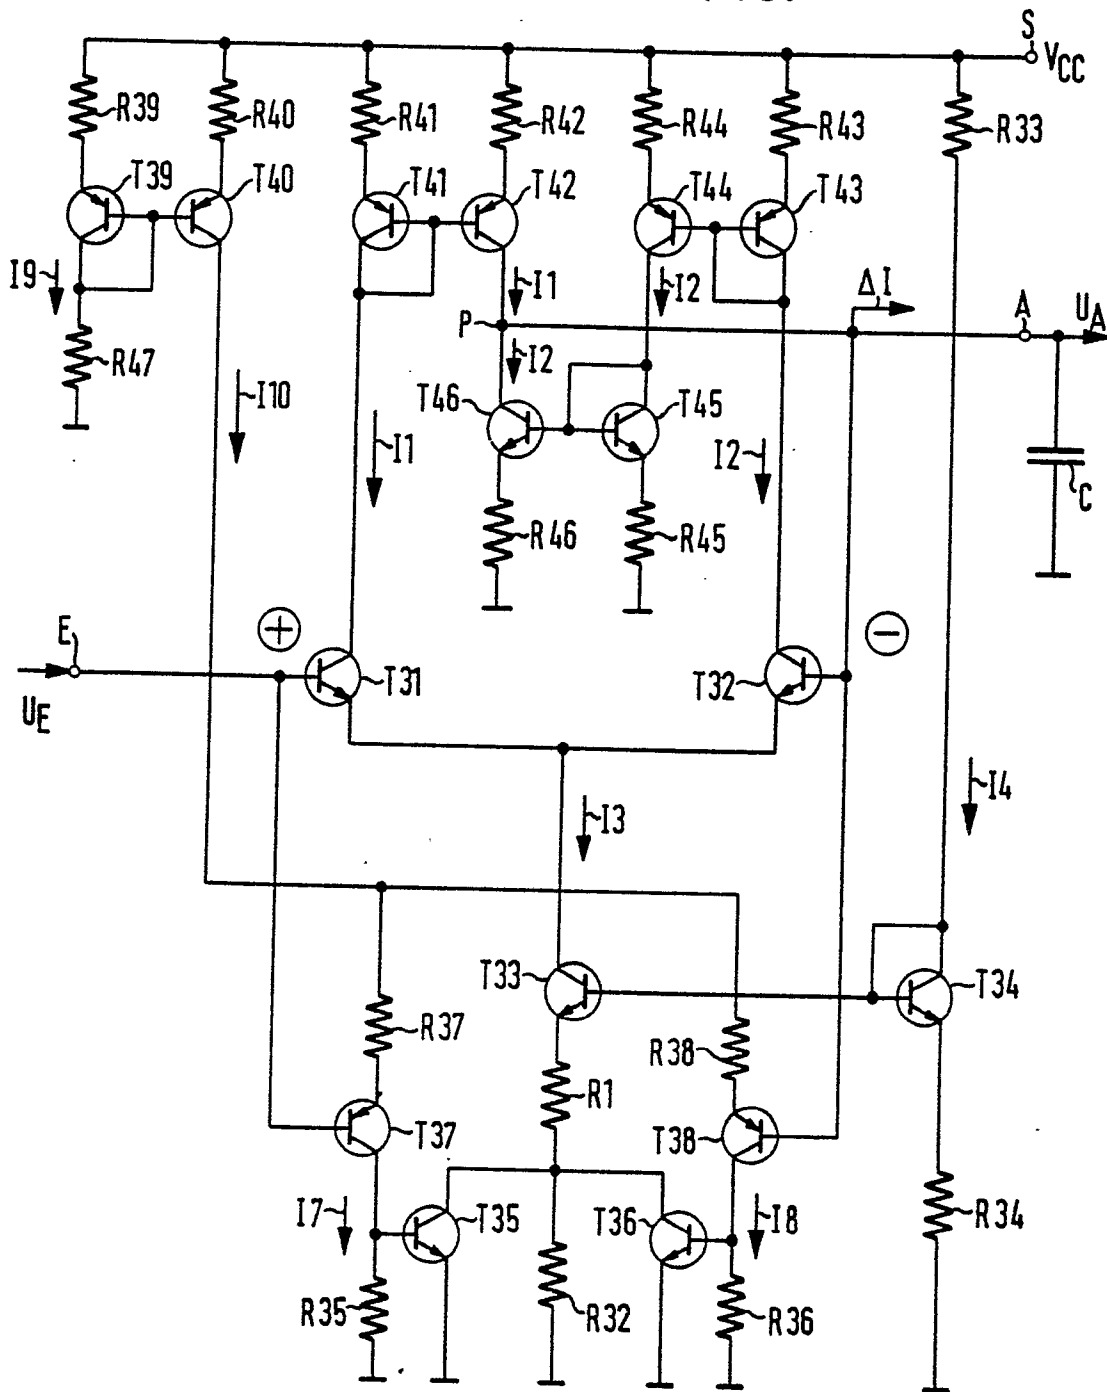 S
VCC
R39
R40
R41
R42
R44
R43
R33
T39
T40
T41
T42
T44
T43
I9
I1
I2
ΔI
A
UA
P
R47
I10
I2
T46
T45
I1
I2
C
R46
R45
E
+
−
T31
T32
UE
I4
I3
T33
T34
R37
R38
R1
T37
T38
I7
T35
T36
I8
R34
R35
R32
R36